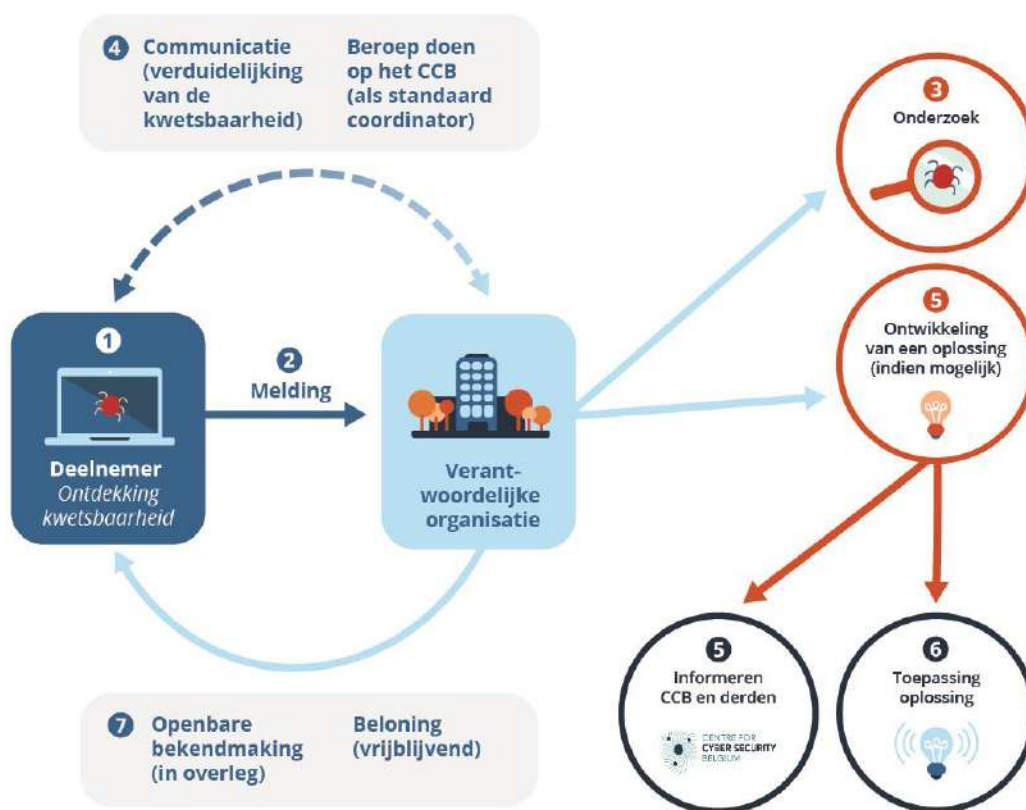 4 Communicatie
(verduidelijking
van de
kwetsbaarheid)
Beroep doen
op het CCB
(als standaard
coordinator)
3
Onderzoek
1
Deelnemer
Ontdekking
kwetsbaarheid
2
Melding
Verant-
woordelijke
organisatie
5
Ontwikkeling
van een oplossing
(indien mogelijk)
5
Informeren
CCB en derden
CENTRE FOR
CYBER SECURITY
BELGIUM
6
Toepassing
oplossing
7 Openbare
bekendmaking
(in overleg)
Beloning
(vrijblijvend)